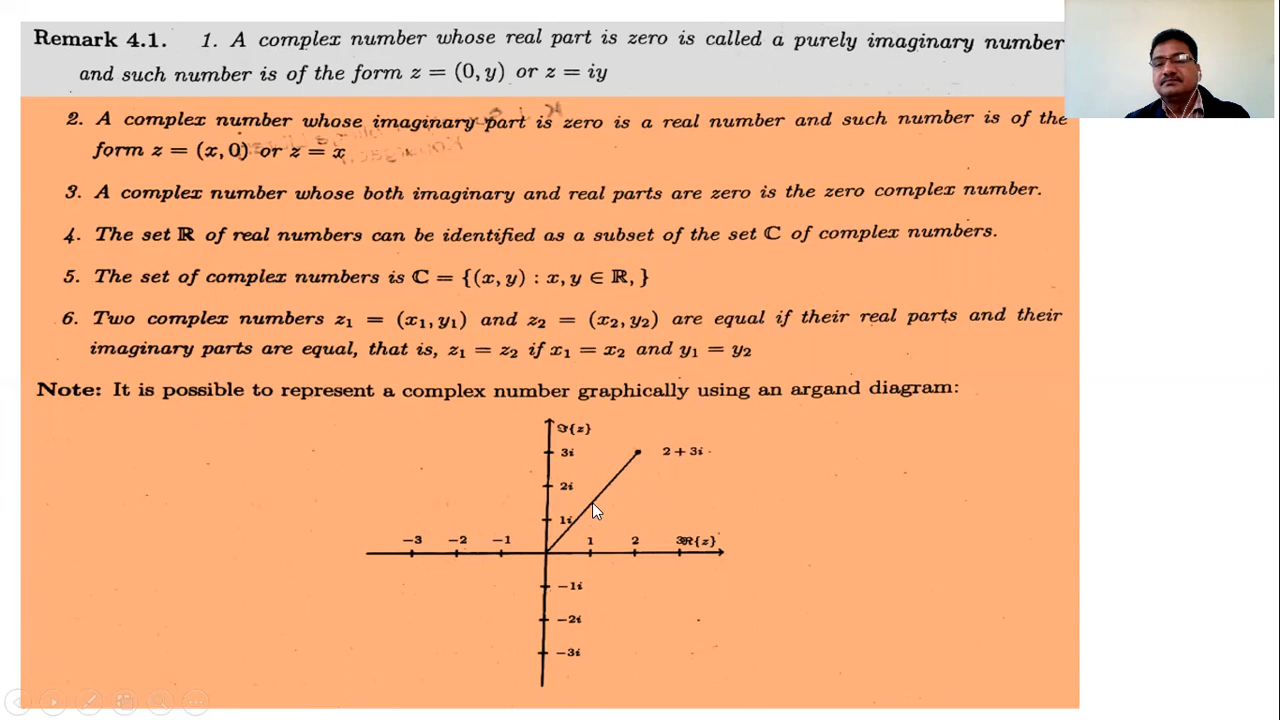 Remark 4.1. 1. A complex number whose real part is zero is called a purely imaginary number
and such number is of the form z = (0, y) or z = iy
2. A complex number whose imaginary part is zero is a real number and such number is of the
form z = (x, 0) or z = x
3. A complex number whose both imaginary and real parts are zero is the zero complex number.
4. The set ℝ of real numbers can be identified as a subset of the set ℂ of complex numbers.
5. The set of complex numbers is ℂ = {(x, y) : x, y ∈ ℝ, }
6. Two complex numbers z₁ = (x₁, y₁) and z₂ = (x₂, y₂) are equal if their real parts and their
imaginary parts are equal, that is, z₁ = z₂ if x₁ = x₂ and y₁ = y₂
Note: It is possible to represent a complex number graphically using an argand diagram:
ℑ{z}
3i 2 + 3i
2i
1i
−3 −2 −1 1 2 3 ℜ{z}
−1i
−2i
−3i